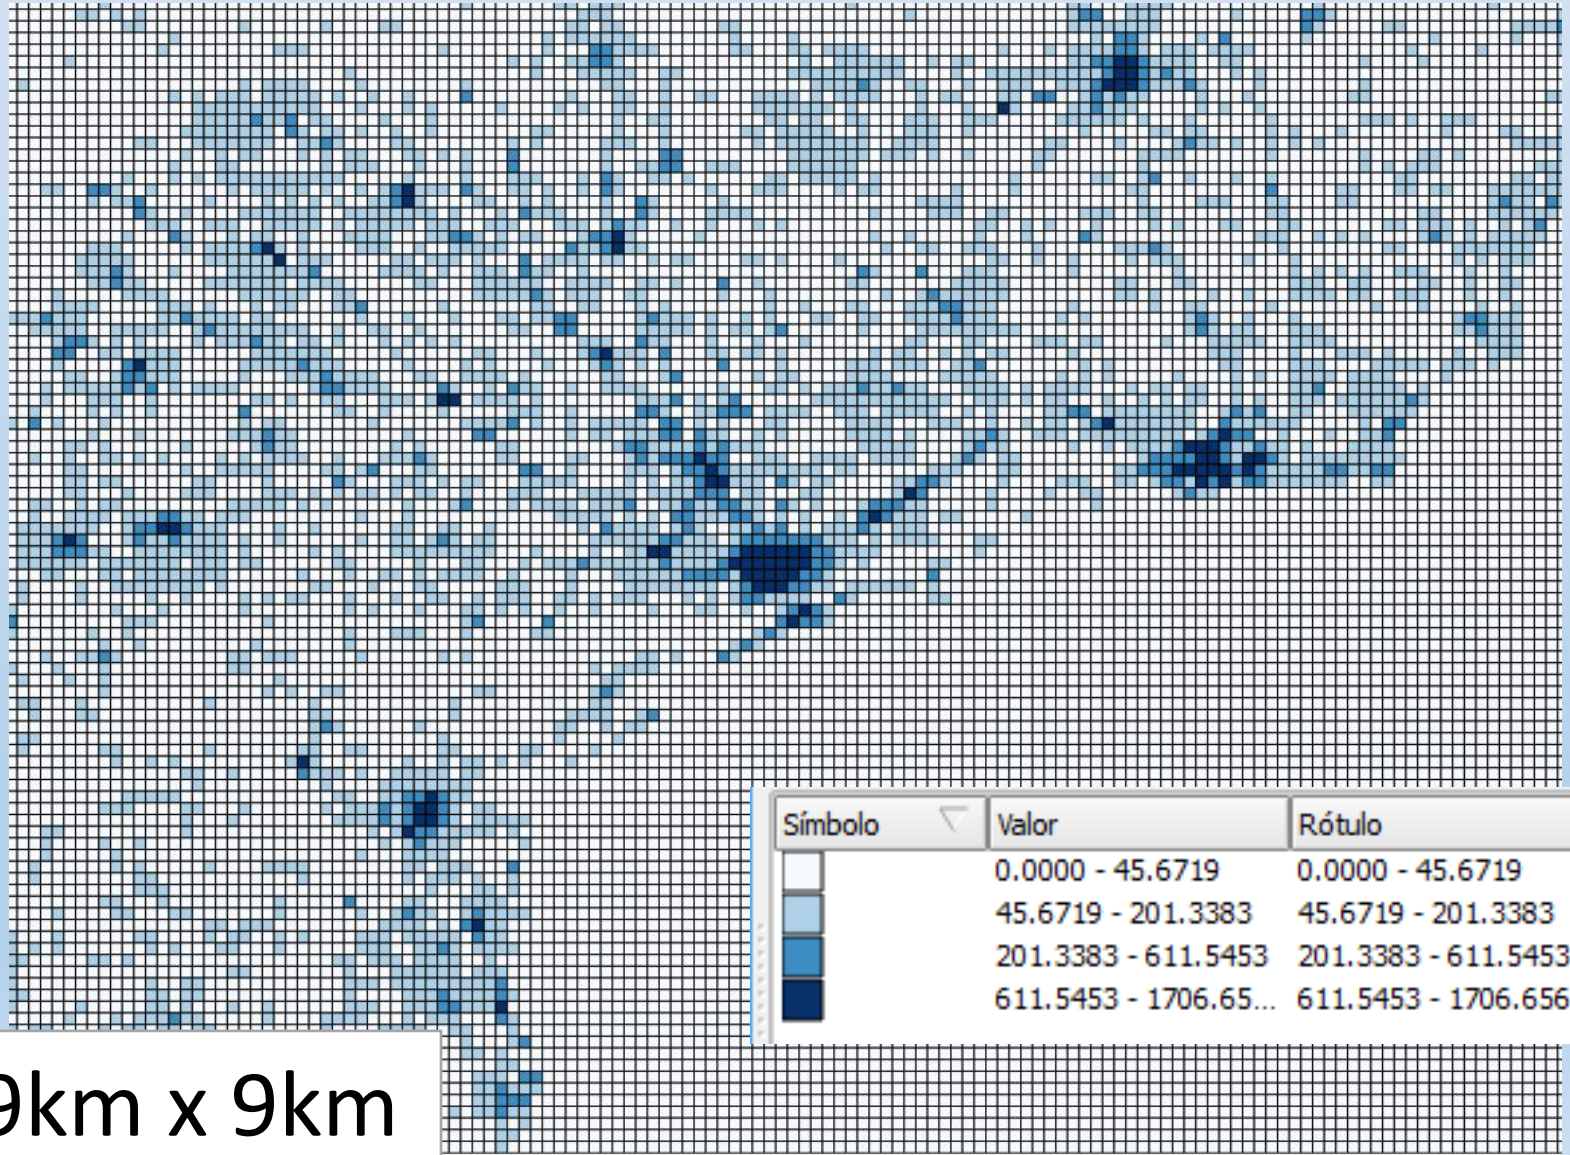 Símbolo Valor Rótulo
0.0000 - 45.6719 0.0000 - 45.6719
45.6719 - 201.3383 45.6719 - 201.3383
201.3383 - 611.5453 201.3383 - 611.5453
611.5453 - 1706.65... 611.5453 - 1706.656
9km x 9km